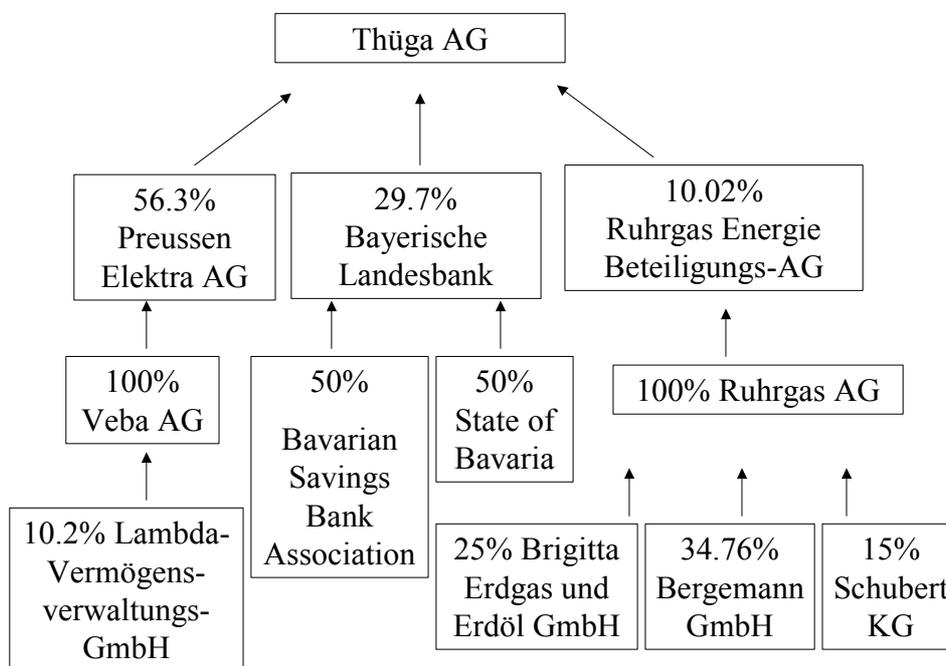 Thüga AG
56.3%
Preussen
Elektra AG
29.7%
Bayerische
Landesbank
10.02%
Ruhrgas Energie
Beteiligungs-AG
100%
Veba AG
50%
Bavarian
Savings
Bank
Association
50%
State of
Bavaria
100% Ruhrgas AG
10.2% Lambda-
Vermögens-
verwaltungs-
GmbH
25% Brigitta
Erdgas und
Erdöl GmbH
34.76%
Bergemann
GmbH
15%
Schubert
KG